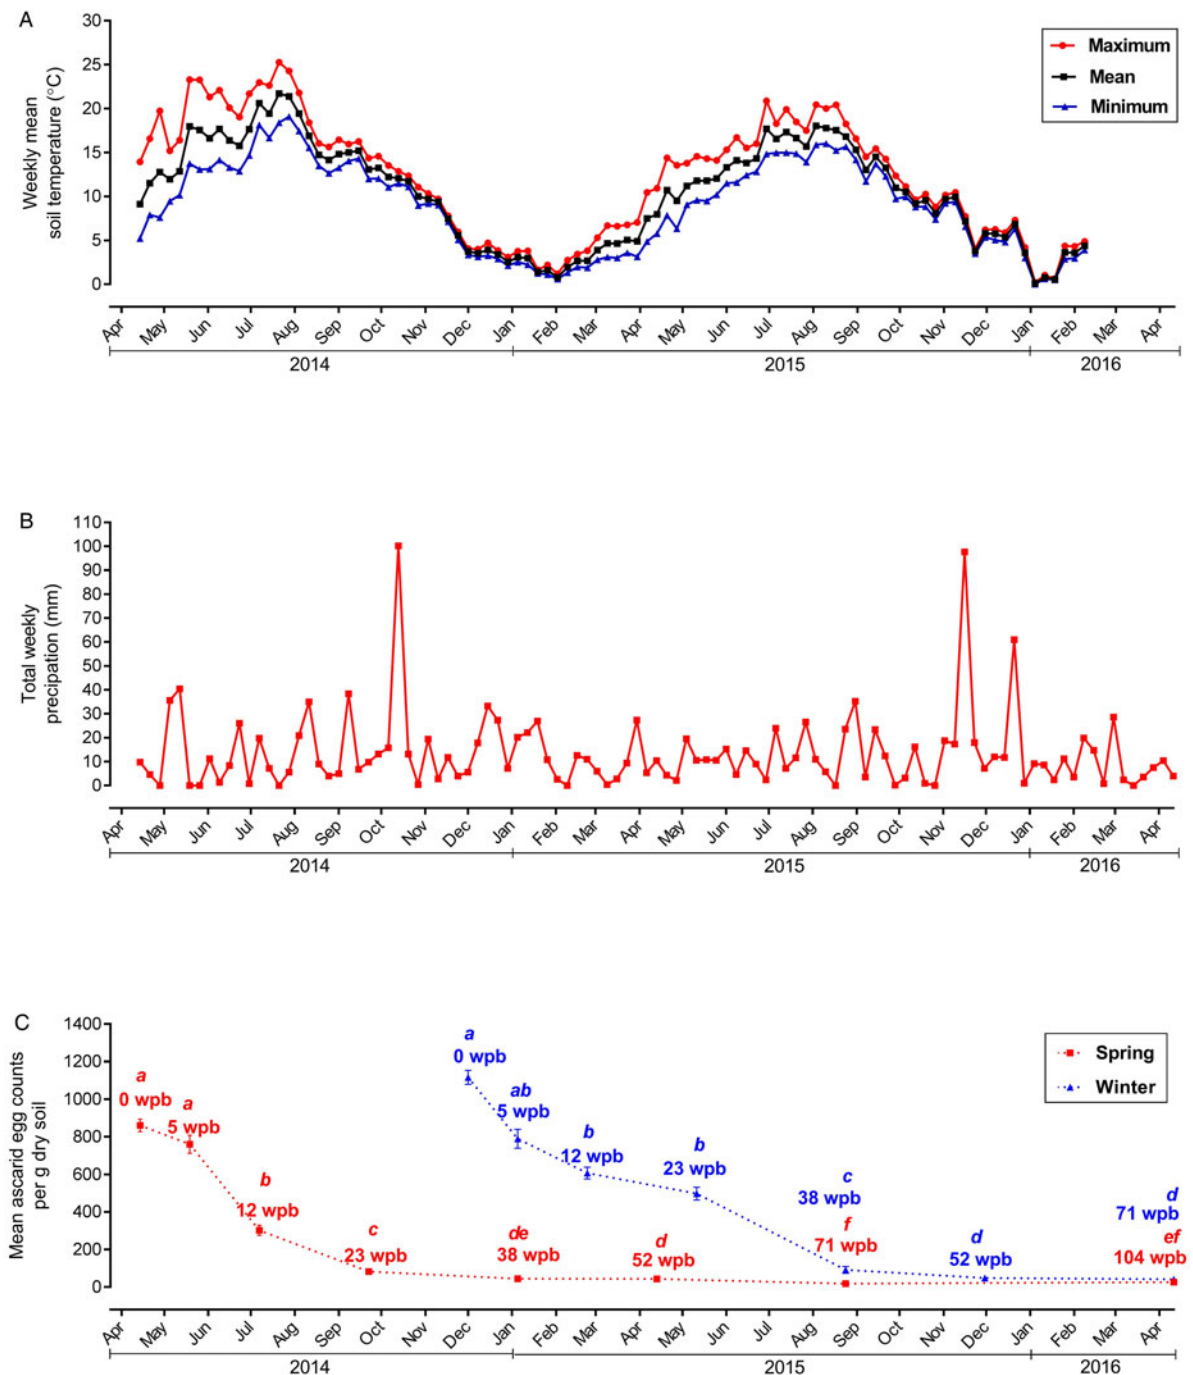 A
30
25
20
15
10
5
0
Weekly mean
soil temperature (°C)
Maximum
Mean
Minimum
Apr May Jun Jul Aug Sep Oct Nov Dec Jan Feb Mar Apr May Jun Jul Aug Sep Oct Nov Dec Jan Feb Mar Apr
2014 2015 2016
B
110
100
90
80
70
60
50
40
30
20
10
0
Total weekly
precipation (mm)
Apr May Jun Jul Aug Sep Oct Nov Dec Jan Feb Mar Apr May Jun Jul Aug Sep Oct Nov Dec Jan Feb Mar Apr
2014 2015 2016
C
1400
1200
1000
800
600
400
200
0
Mean ascarid egg counts
per g dry soil
Spring
Winter
a
0 wpb
a
5 wpb
b
12 wpb
c
23 wpb
de
38 wpb
d
52 wpb
f
71 wpb
ef
104 wpb
a
0 wpb
ab
5 wpb
b
12 wpb
b
23 wpb
c
38 wpb
d
52 wpb
d
71 wpb
Apr May Jun Jul Aug Sep Oct Nov Dec Jan Feb Mar Apr May Jun Jul Aug Sep Oct Nov Dec Jan Feb Mar Apr
2014 2015 2016